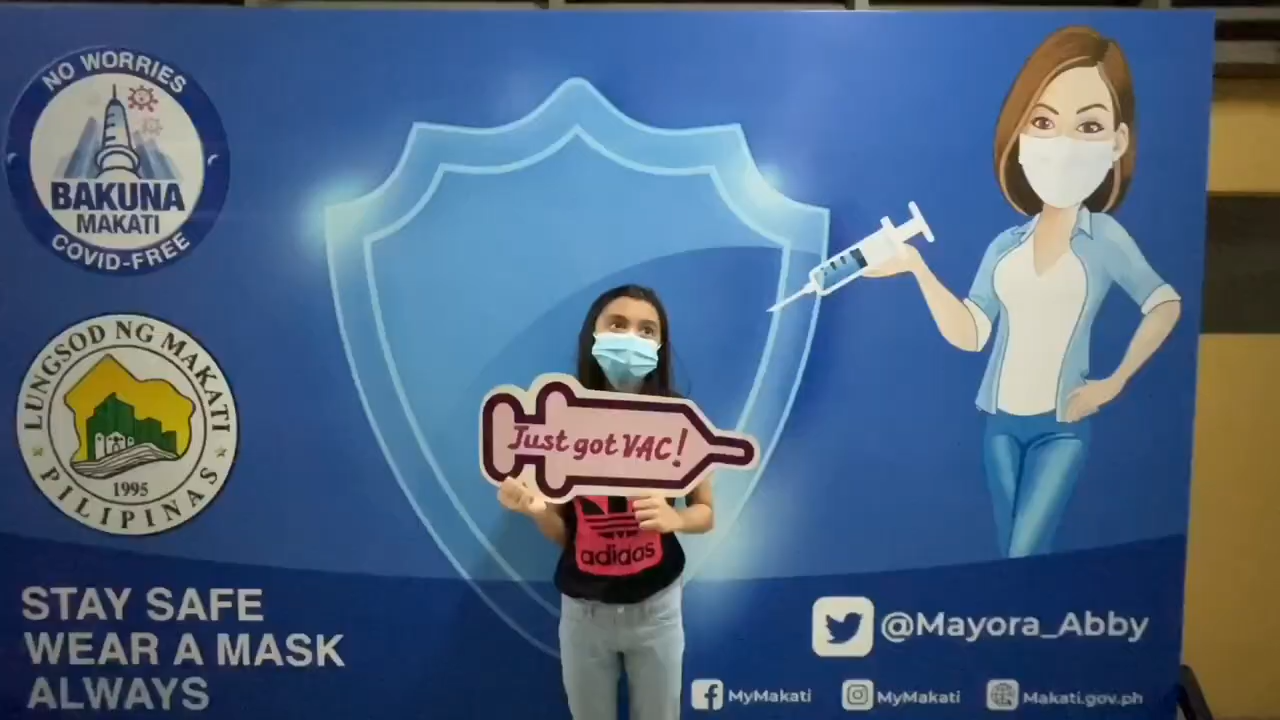 NO WORRIES
BAKUNA
MAKATI
COVID-FREE
LUNGSOD NG MAKATI
1995
PILIPINAS
STAY SAFE
WEAR A MASK
ALWAYS
Just got VAC!
adidas
@Mayora_Abby
MyMakati
MyMakati
Makati.gov.ph